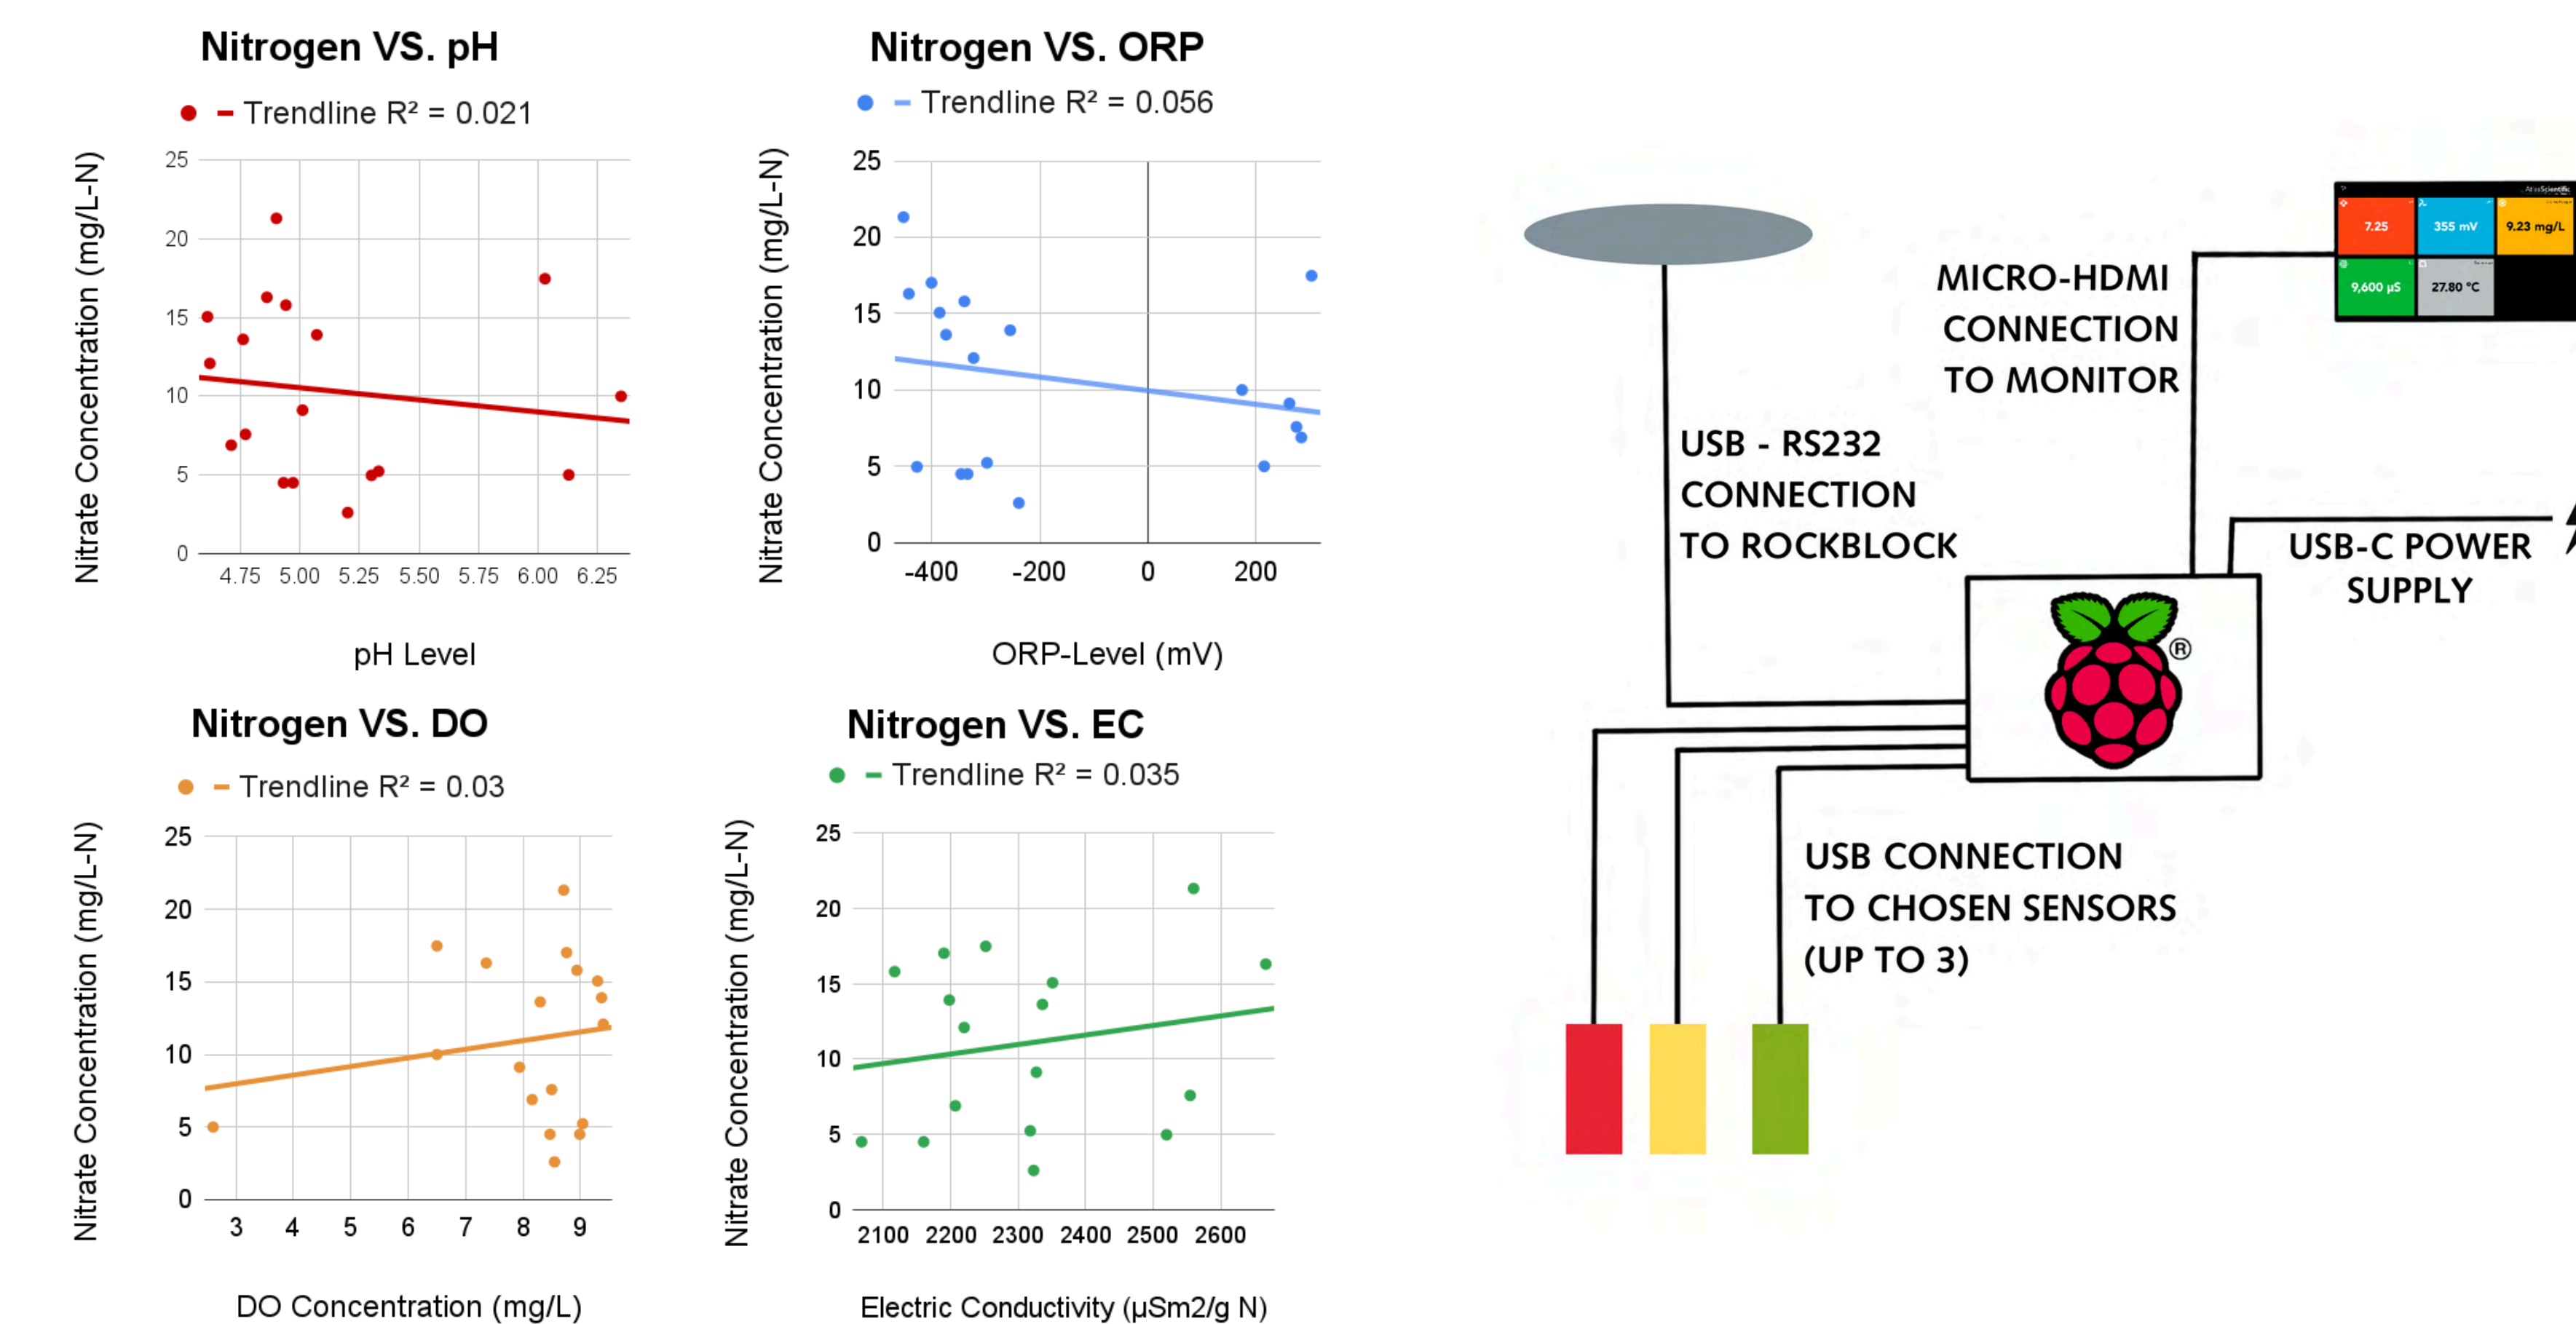 Nitrogen VS. pH
Trendline R² = 0.021
Nitrate Concentration (mg/L-N)
25
20
15
10
5
0
4.75 5.00 5.25 5.50 5.75 6.00 6.25
pH Level
Nitrogen VS. ORP
Trendline R² = 0.056
Nitrate Concentration (mg/L-N)
25
20
15
10
5
0
-400 -200 0 200
ORP-Level (mV)
Nitrogen VS. DO
Trendline R² = 0.03
Nitrate Concentration (mg/L-N)
25
20
15
10
5
0
3 4 5 6 7 8 9
DO Concentration (mg/L)
Nitrogen VS. EC
Trendline R² = 0.035
Nitrate Concentration (mg/L-N)
25
20
15
10
5
0
2100 2200 2300 2400 2500 2600
Electric Conductivity (µSm2/g N)
MICRO-HDMI
CONNECTION
TO MONITOR
AtlasScientific
7.25 355 mV 9.23 mg/L
9,600 µS 27.80 °C
USB - RS232
CONNECTION
TO ROCKBLOCK
USB-C POWER
SUPPLY
®
USB CONNECTION
TO CHOSEN SENSORS
(UP TO 3)